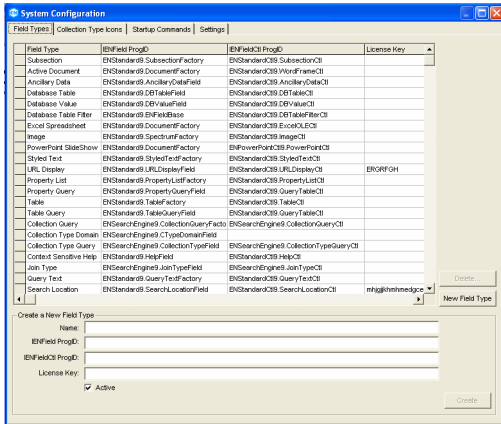 System Configuration
Field Types Collection Type Icons Startup Commands Settings
Field Type IENField ProgID IENFieldCtl ProgID License Key
Subsection ENStandard9.SubsectionFactory ENStandardCtl9.SubsectionCtl
Active Document ENStandard9.DocumentFactory ENStandardCtl9.WordFrameCtl
Ancillary Data ENStandard9.AncillaryDataField ENStandardCtl9.AncillaryDataCtl
Database Table ENStandard9.DBTableField ENStandardCtl9.DBTableCtl
Database Value ENStandard9.DBValueField ENStandardCtl9.DBValueCtl
Database Table Filter ENStandard9.ENFieldBase ENStandardCtl9.DBTableFilterCtl
Excel Spreadsheet ENStandard9.DocumentFactory ENStandardCtl9.ExcelOLECtl
Image ENStandard9.SpectrumFactory ENStandardCtl9.ImageCtl
PowerPoint SlideShow ENStandard9.DocumentFactory ENPowerPointCtl9.PowerPointCtl
Styled Text ENStandard9.StyledTextFactory ENStandardCtl9.StyledTextCtl
URL Display ENStandard9.URLDisplayField ENStandardCtl9.URLDisplayCtl ERGRFGH
Property List ENStandard9.PropertyListFactory ENStandardCtl9.PropertyListCtl
Property Query ENStandard9.PropertyQueryField ENStandardCtl9.QueryTableCtl
Table ENStandard9.TableFactory ENStandardCtl9.TableCtl
Table Query ENStandard9.TableQueryField ENStandardCtl9.QueryTableCtl
Collection Query ENSearchEngine9.CollectionQueryFacto ENSearchEngine9.CollectionQueryCtl
Collection Type Domain ENSearchEngine9.CTypeDomainField
Collection Type Query ENSearchEngine9.CollectionTypeField ENSearchEngine9.CollectionTypeQueryCtl
Context Sensitive Help ENStandard9.HelpField ENStandardCtl9.HelpCtl
Join Type ENSearchEngine9.JoinTypeField ENSearchEngine9.JoinTypeCtl
Query Text ENStandard9.QueryTextFactory ENStandardCtl9.QueryTextCtl
Search Location ENStandard9.SearchLocationField ENStandardCtl9.SearchLocationCtl
Delete...
New Field Type
Create a New Field Type
Name:
IENField ProgID:
IENFieldCtl ProgID:
License Key:
Active
Create